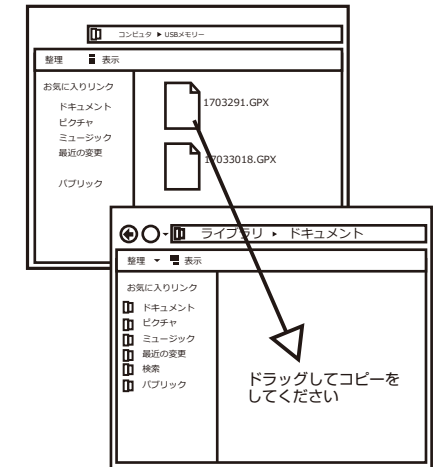 コンピュタ ▶ USBメモリー
整理 表示
お気に入りリンク
ドキュメント
ピクチャ
ミュージック
最近の変更
パブリック
1703291.GPX
17033018.GPX
ライブラリ ▸ ドキュメント
整理 ▼ 表示
お気に入りリンク
ドキュメント
ピクチャ
ミュージック
最近の変更
検索
パブリック
ドラッグしてコピーを
してください